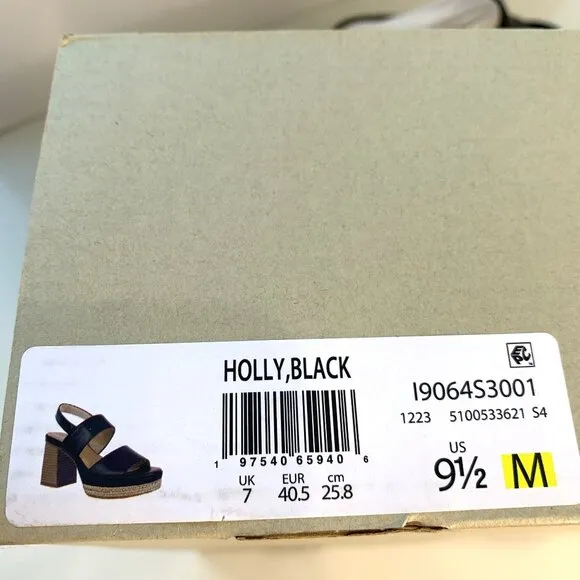 HOLLY,BLACK
I9064S3001
1223 5100533621 S4
1 97540 65940 6
UK EUR cm
7 40.5 25.8
US
9½ M